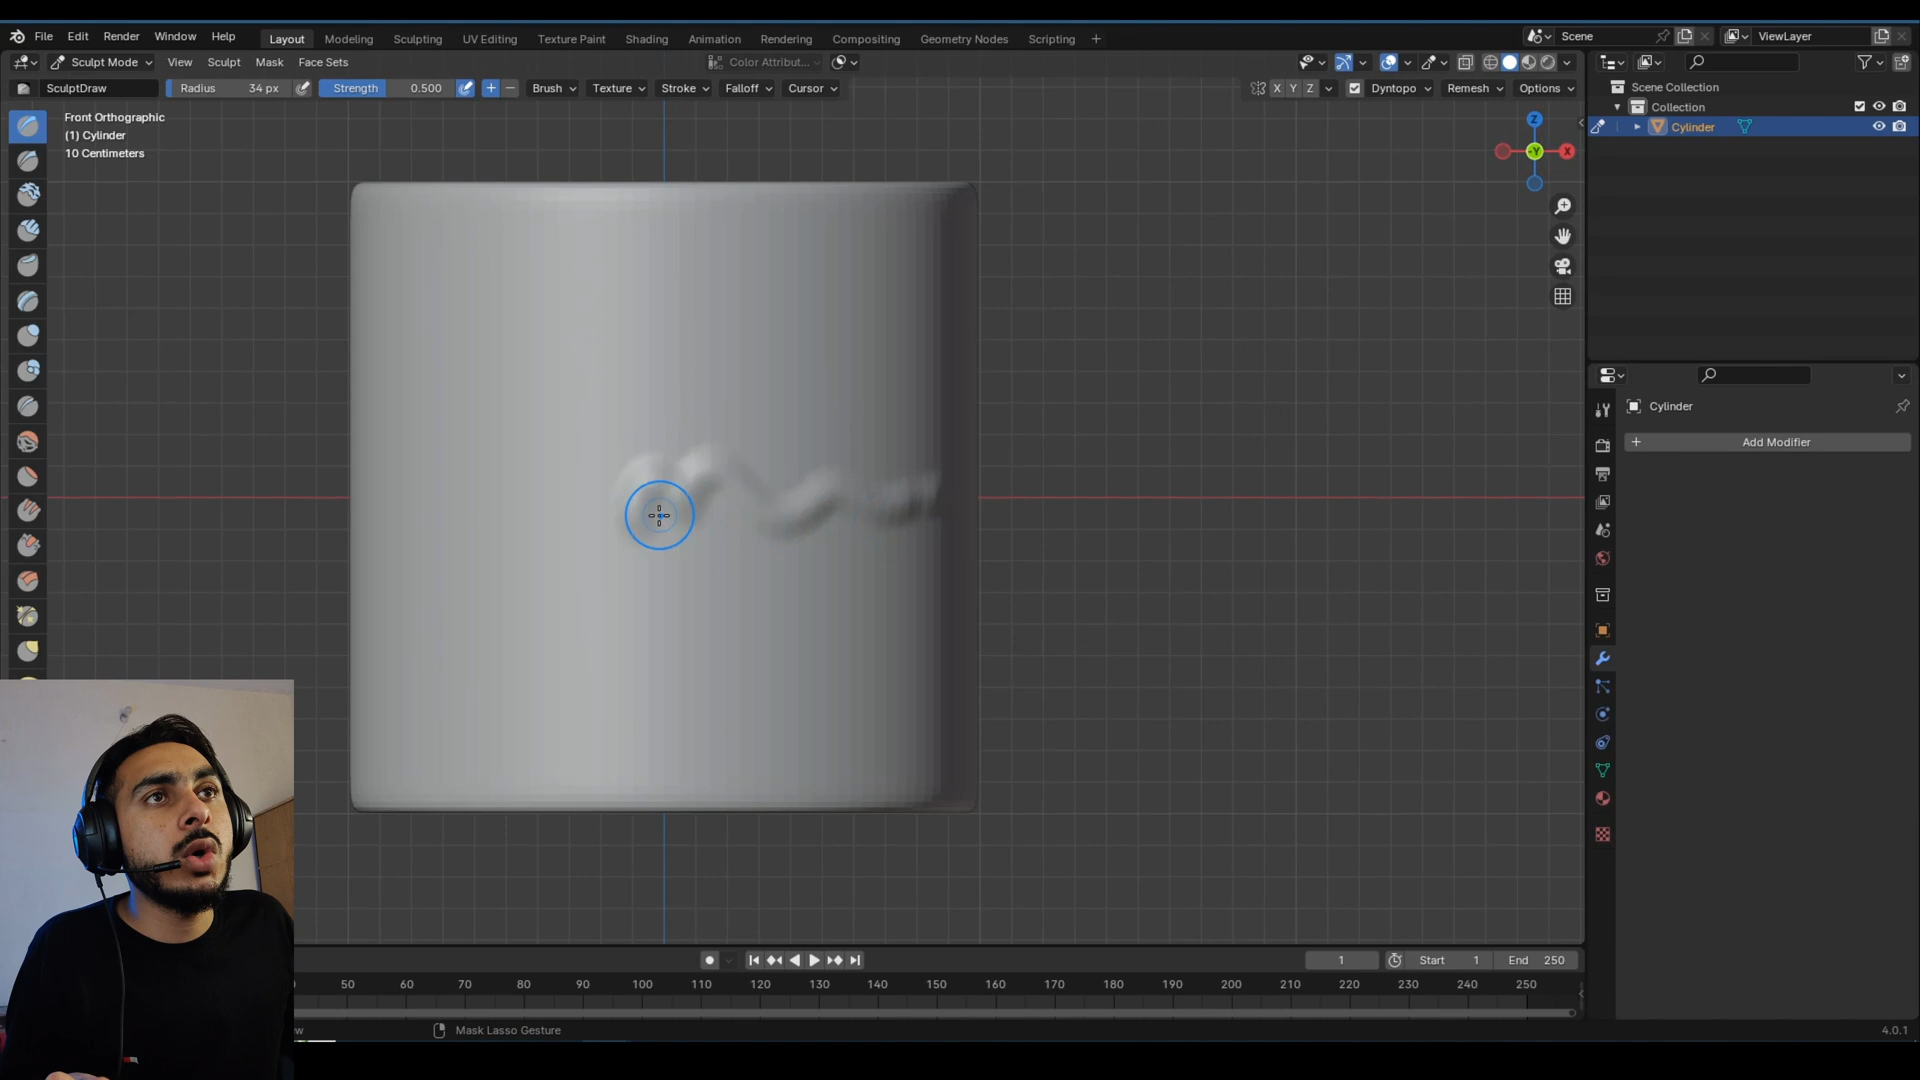 File Edit Render Window Help Layout Modeling Sculpting UV Editing Texture Paint Shading Animation Rendering Compositing Geometry Nodes Scripting + Scene ViewLayer
Sculpt Mode View Sculpt Mask Face Sets Color Attribut...
SculptDraw Radius 34 px Strength 0.500 Brush Texture Stroke Falloff Cursor X Y Z Dyntopo Remesh Options
Front Orthographic
(1) Cylinder
10 Centimeters
Z
-Y
X
Scene Collection
Collection
Cylinder
Cylinder
Add Modifier
1 Start 1 End 250
50 60 70 80 90 100 110 120 130 140 150 160 170 180 190 200 210 220 230 240 250
Mask Lasso Gesture
4.0.1